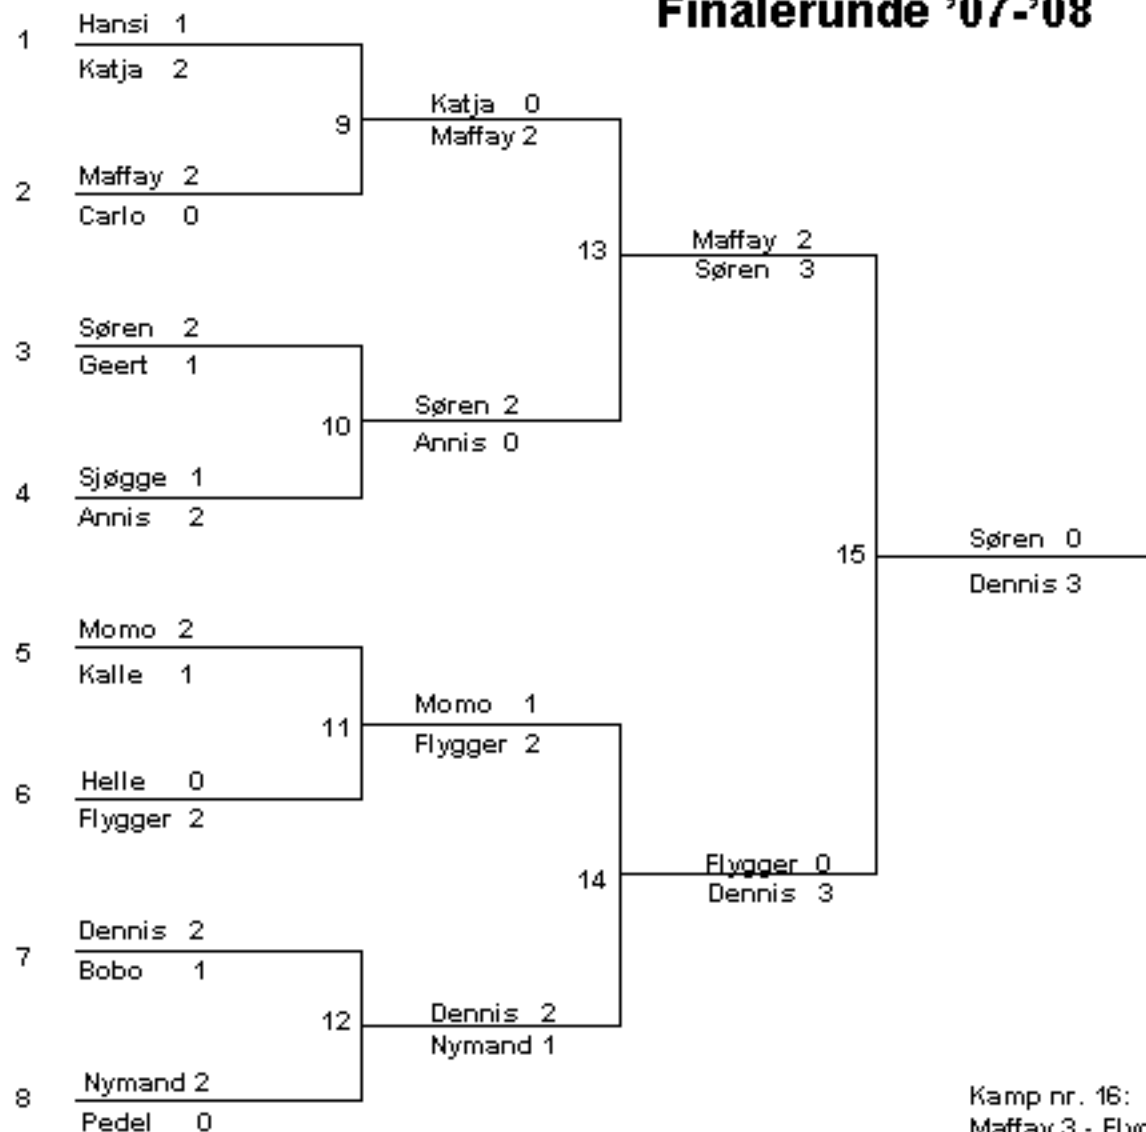 Finalerunde '07-'08
1
Hansi 1
Katja 2
9
Katja 0
Maffay 2
2
Maffay 2
Carlo 0
13
Maffay 2
Søren 3
3
Søren 2
Geert 1
10
Søren 2
Annis 0
4
Sjøgge 1
Annis 2
15
Søren 0
Dennis 3
5
Momo 2
Kalle 1
11
Momo 1
Flygger 2
6
Helle 0
Flygger 2
14
Flygger 0
Dennis 3
7
Dennis 2
Bobo 1
12
Dennis 2
Nymand 1
8
Nymand 2
Pedel 0
Kamp nr. 16:
Maffay 3 -